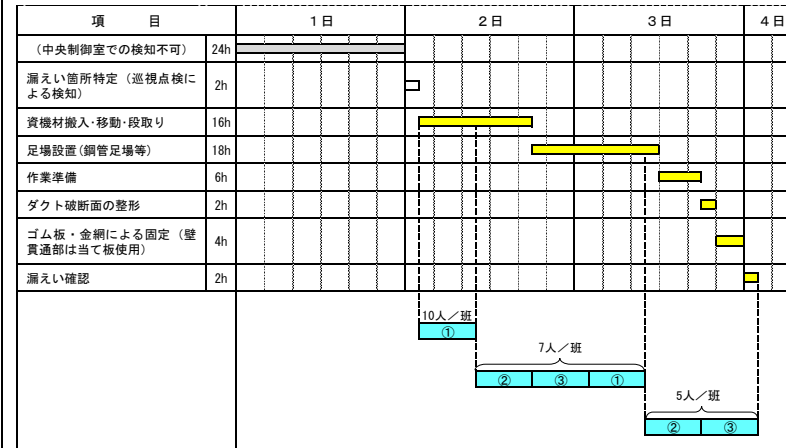 項　　目　1日　2日　3日　4日
（中央制御室での検知不可）　24h
漏えい箇所特定（巡視点検に
よる検知）　2h
資機材搬入･移動･段取り　16h
足場設置(鋼管足場等)　18h
作業準備　6h
ダクト破断面の整形　2h
ゴム板・金網による固定（壁
貫通部は当て板使用）　4h
漏えい確認　2h
10人／班
①
7人／班
②　③　①
5人／班
②　③